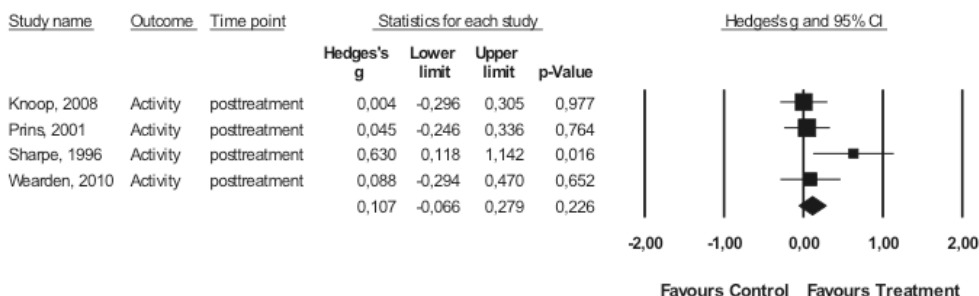 Study name Outcome Time point Statistics for each study Hedges's g and 95% CI
Hedges's g Lower limit Upper limit p-Value
Knoop, 2008 Activity posttreatment 0,004 -0,296 0,305 0,977
Prins, 2001 Activity posttreatment 0,045 -0,246 0,336 0,764
Sharpe, 1996 Activity posttreatment 0,630 0,118 1,142 0,016
Wearden, 2010 Activity posttreatment 0,088 -0,294 0,470 0,652
0,107 -0,066 0,279 0,226
-2,00 -1,00 0,00 1,00 2,00
Favours Control Favours Treatment